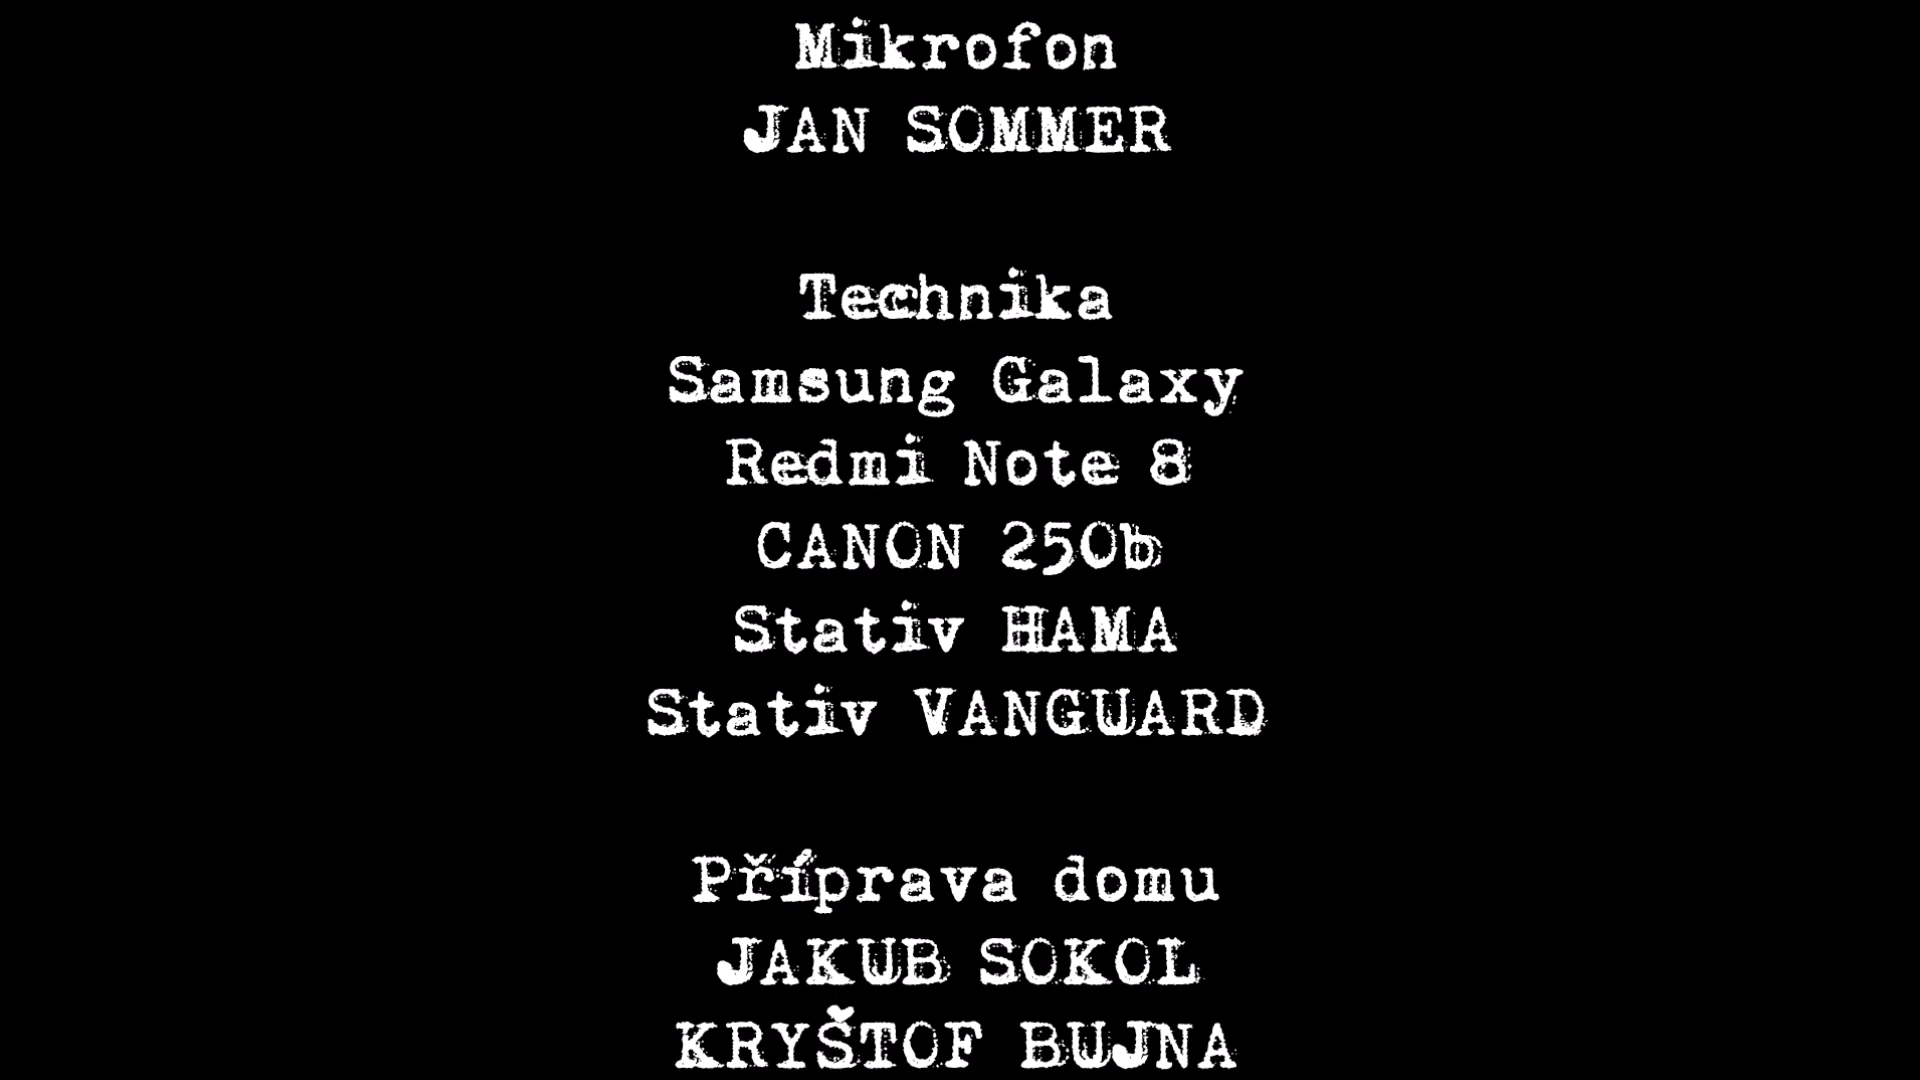 Mikrofon
JAN SOMMER
Technika
Samsung Galaxy
Redmi Note 8
CANON 250b
Stativ HAMA
Stativ VANGUARD
Příprava domu
JAKUB SOKOL
KRYŠTOF BUJNA